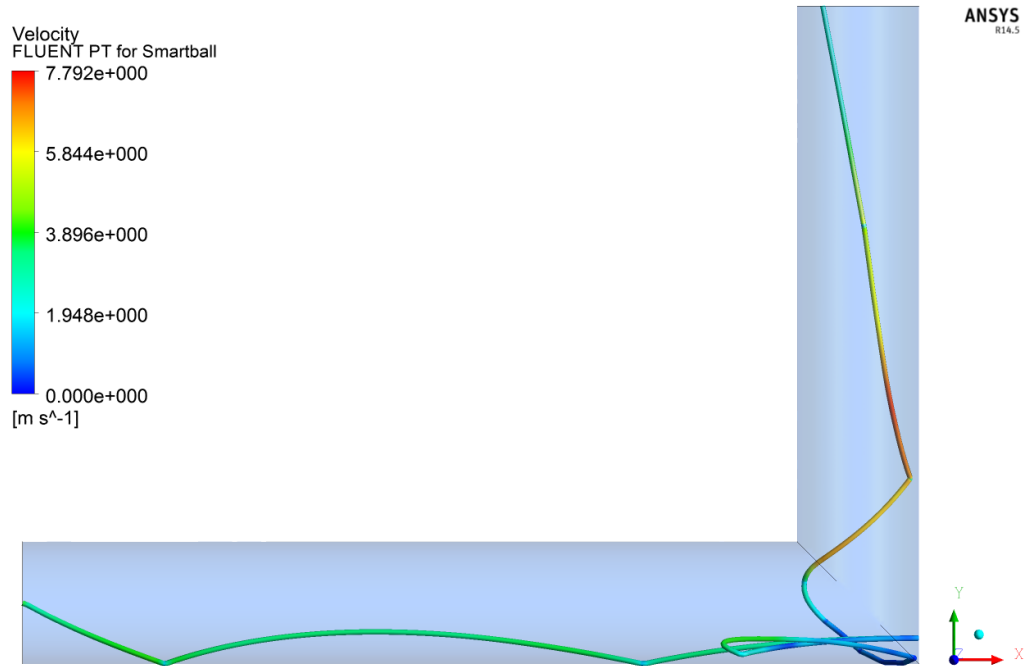 Velocity
FLUENT PT for Smartball
7.792e+000
5.844e+000
3.896e+000
1.948e+000
0.000e+000
[m s^-1]
ANSYS
R14.5
Y
Z
X